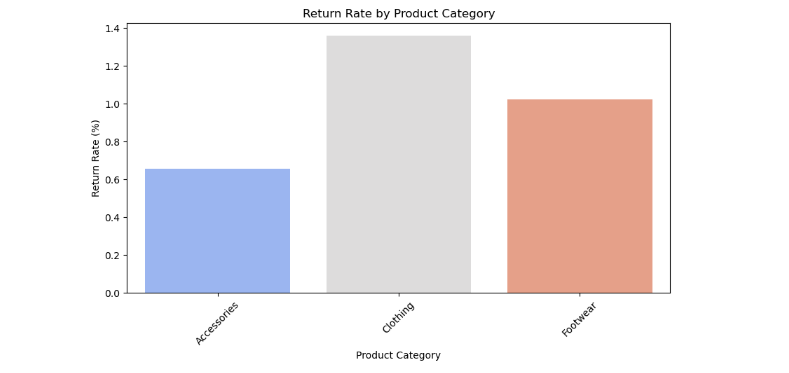 Return Rate by Product Category
Return Rate (%)
1.4
1.2
1.0
0.8
0.6
0.4
0.2
0.0
Accessories
Clothing
Footwear
Product Category